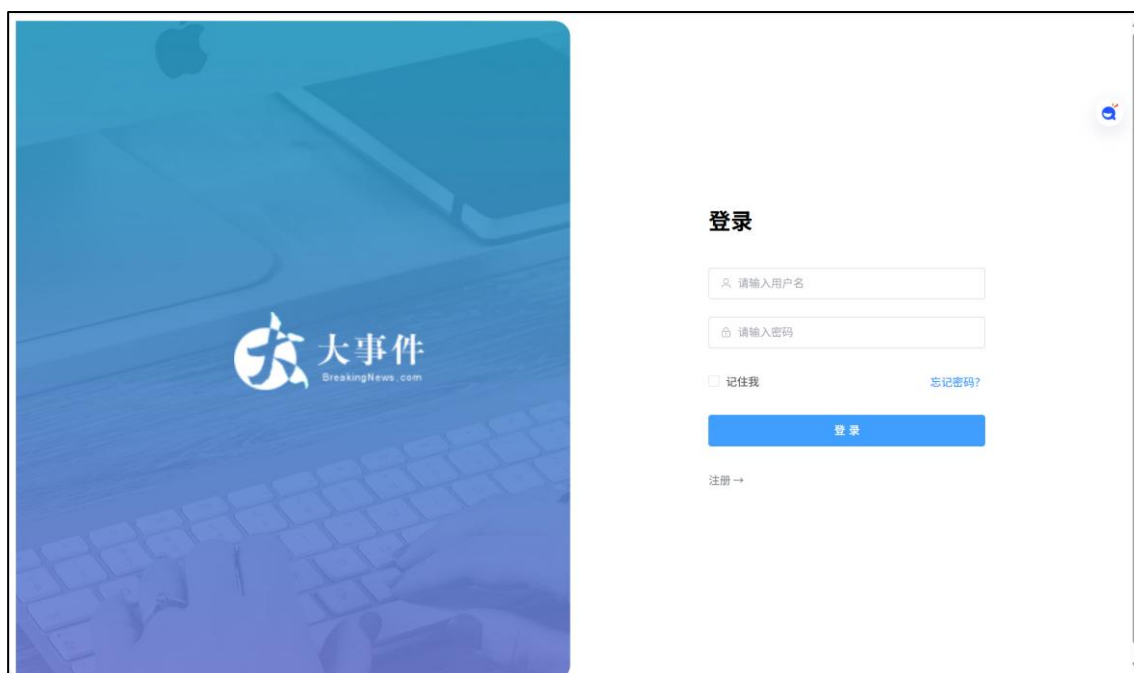 大事件
BreakingNews.com
登录
请输入用户名
请输入密码
记住我
忘记密码?
登 录
注册 →